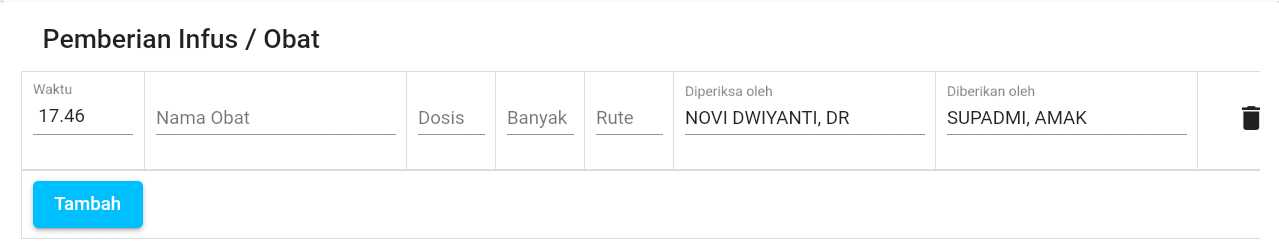 Pemberian Infus / Obat
Waktu
17.46
Nama Obat
Dosis
Banyak
Rute
Diperiksa oleh
NOVI DWIYANTI, DR
Diberikan oleh
SUPADMI, AMAK
Tambah